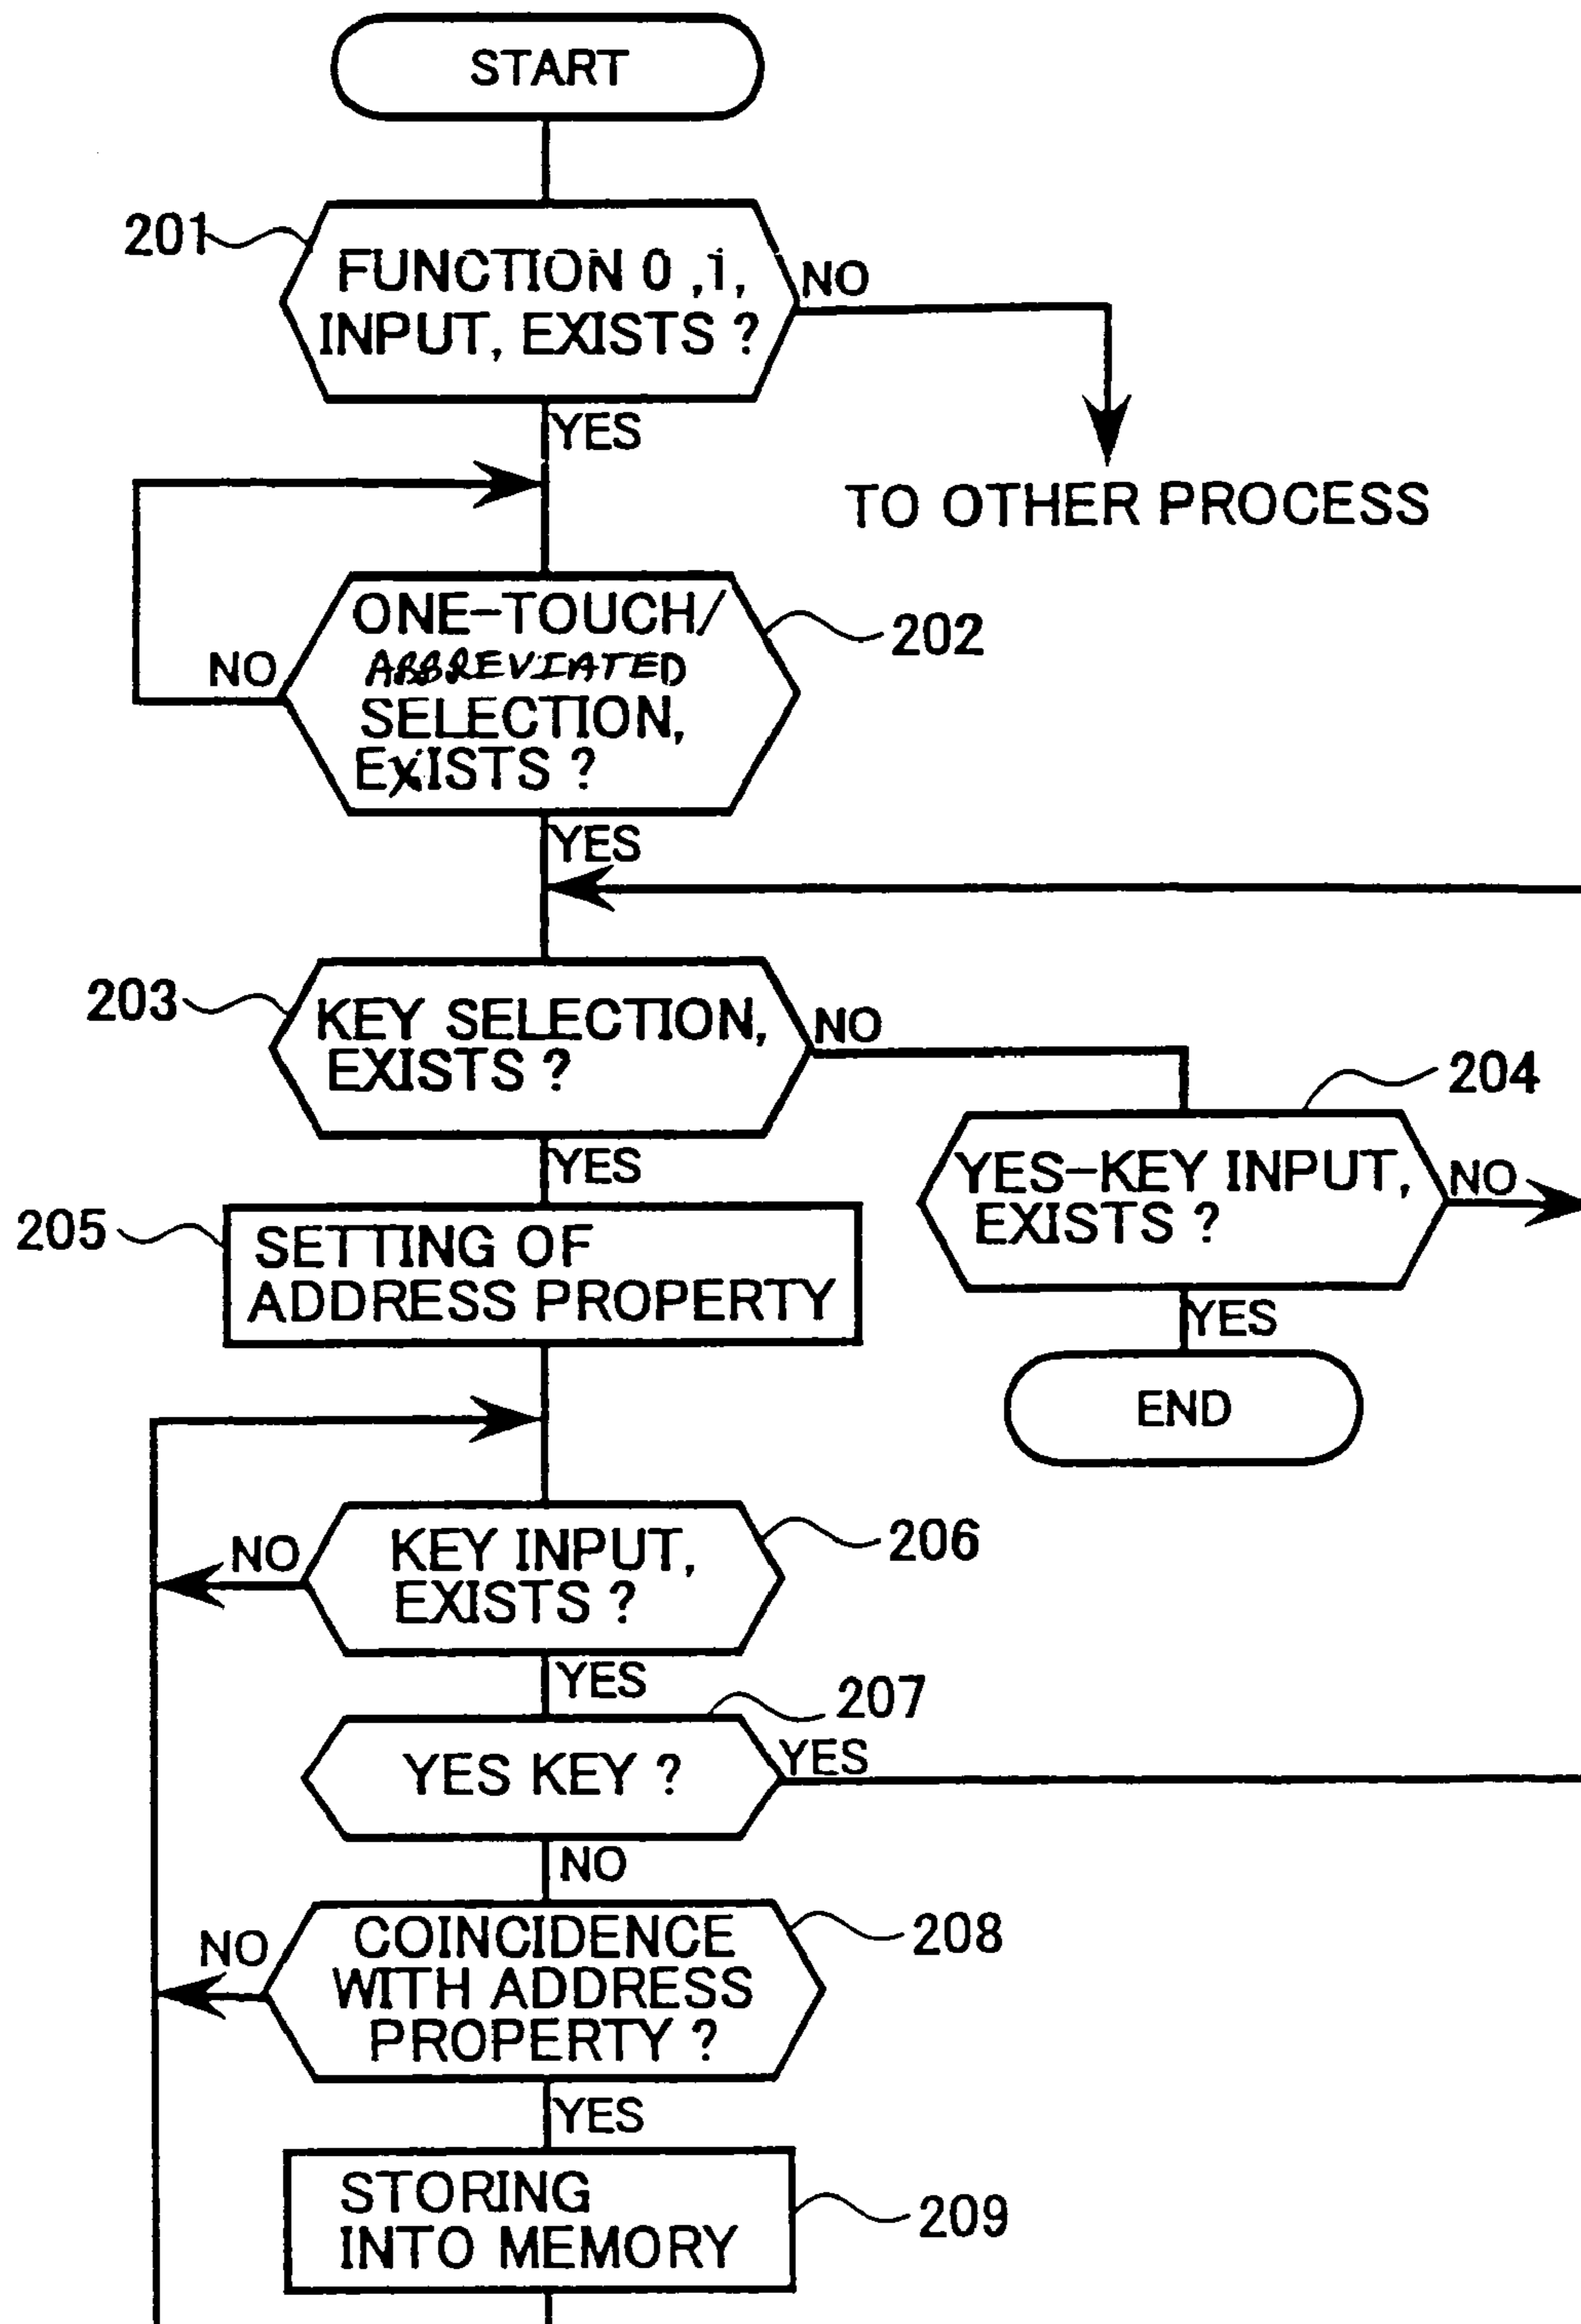 START
201
FUNCTION 0 ,i,
INPUT, EXISTS ?
NO
YES
TO OTHER PROCESS
ONE-TOUCH/
ABBREVIATED
SELECTION,
EXISTS ?
202
NO
YES
203
KEY SELECTION,
EXISTS ?
NO
204
YES-KEY INPUT,
EXISTS ?
NO
YES
END
YES
205
SETTING OF
ADDRESS PROPERTY
206
KEY INPUT,
EXISTS ?
NO
YES
207
YES KEY ?
YES
NO
208
COINCIDENCE
WITH ADDRESS
PROPERTY ?
NO
YES
STORING
INTO MEMORY
209